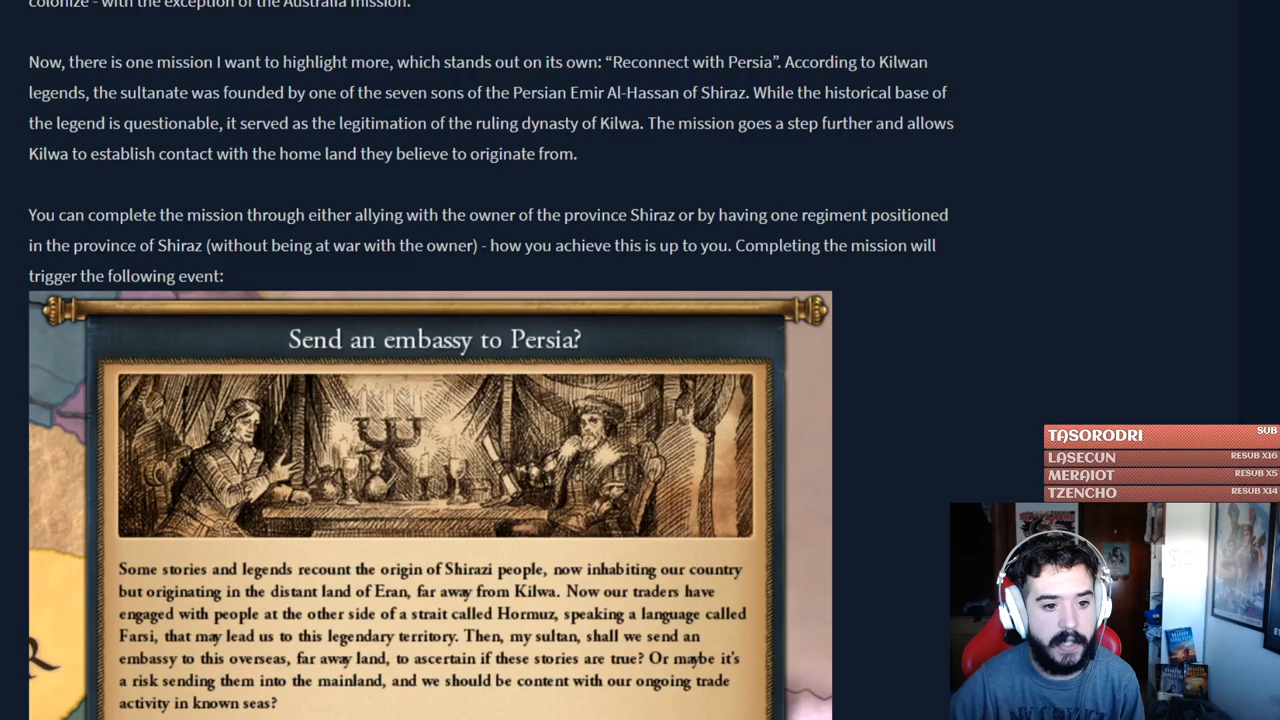 colonize - with the exception of the Australia mission.
Now, there is one mission I want to highlight more, which stands out on its own: “Reconnect with Persia”. According to Kilwan
legends, the sultanate was founded by one of the seven sons of the Persian Emir Al-Hassan of Shiraz. While the historical base of
the legend is questionable, it served as the legitimation of the ruling dynasty of Kilwa. The mission goes a step further and allows
Kilwa to establish contact with the home land they believe to originate from.
You can complete the mission through either allying with the owner of the province Shiraz or by having one regiment positioned
in the province of Shiraz (without being at war with the owner) - how you achieve this is up to you. Completing the mission will
trigger the following event:
Send an embassy to Persia?
Some stories and legends recount the origin of Shirazi people, now inhabiting our country
but originating in the distant land of Eran, far away from Kilwa. Now our traders have
engaged with people at the other side of a strait called Hormuz, speaking a language called
Farsi, that may lead us to this legendary territory. Then, my sultan, shall we send an
embassy to this overseas, far away land, to ascertain if these stories are true? Or maybe it's
a risk sending them into the mainland, and we should be content with our ongoing trade
activity in known seas?
TASORODRI SUB
LASECUN RESUB X16
MERAIOT RESUB X5
TZENCHO RESUB X14